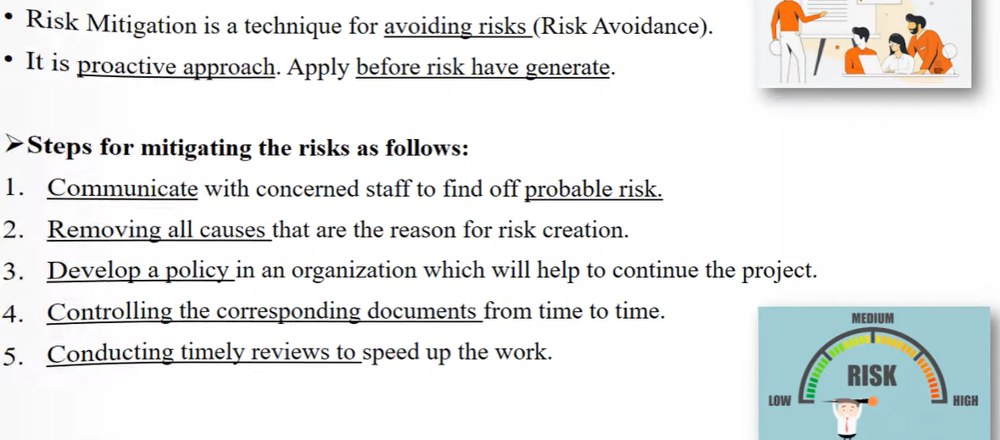 • Risk Mitigation is a technique for avoiding risks (Risk Avoidance).
• It is proactive approach. Apply before risk have generate.
➢Steps for mitigating the risks as follows:
1. Communicate with concerned staff to find off probable risk.
2. Removing all causes that are the reason for risk creation.
3. Develop a policy in an organization which will help to continue the project.
4. Controlling the corresponding documents from time to time.
5. Conducting timely reviews to speed up the work.
MEDIUM
RISK
LOW
HIGH